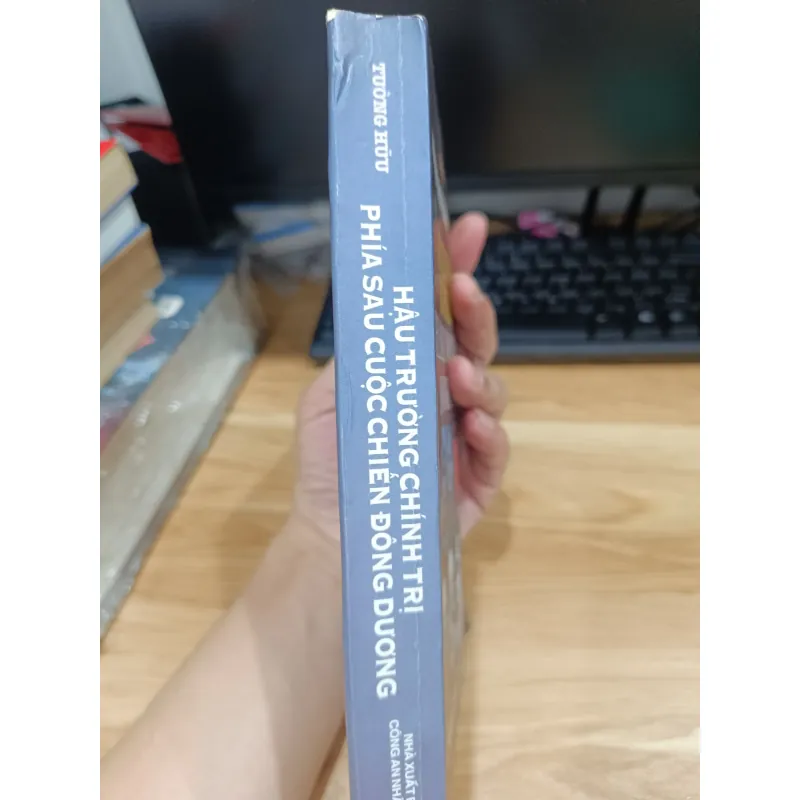 TƯỜNG HỮU
HẬU TRƯỜNG CHÍNH TRỊ
PHÍA SAU CUỘC CHIẾN ĐÔNG DƯƠNG
NHÀ XUẤT
CÔNG AN NHÂ